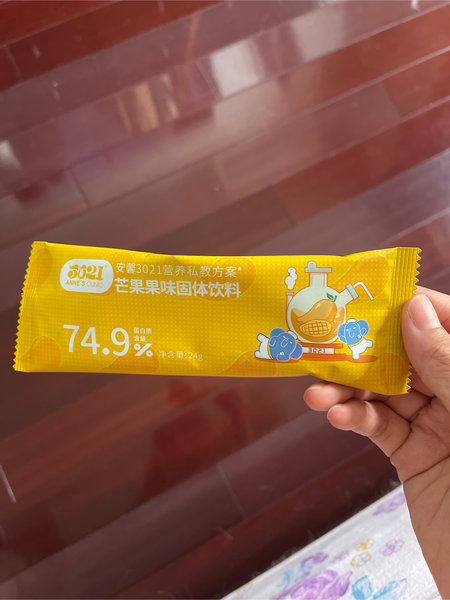 3021
ANNE'S CLINIC
安馨3021营养私教方案*
芒果果味固体饮料
74.9%
蛋白质
含量
净含量:24g
3021